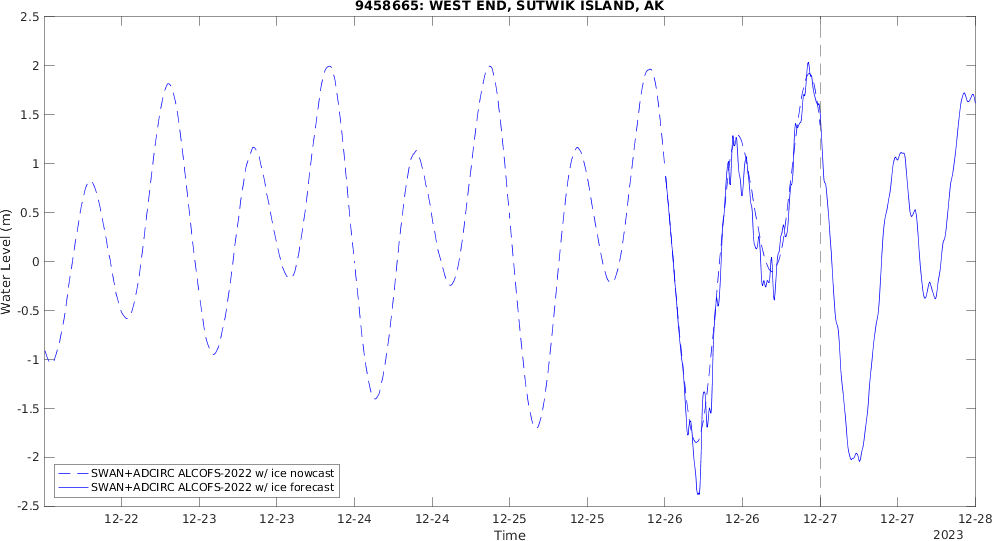 9458665: WEST END, SUTWIK ISLAND, AK
2.5
2
1.5
1
0.5
0
-0.5
-1
-1.5
-2
-2.5
Water Level (m)
SWAN+ADCIRC ALCOFS-2022 w/ ice nowcast
SWAN+ADCIRC ALCOFS-2022 w/ ice forecast
12-22 12-23 12-23 12-24 12-24 12-25 12-25 12-26 12-26 12-27 12-27 12-28
Time
2023